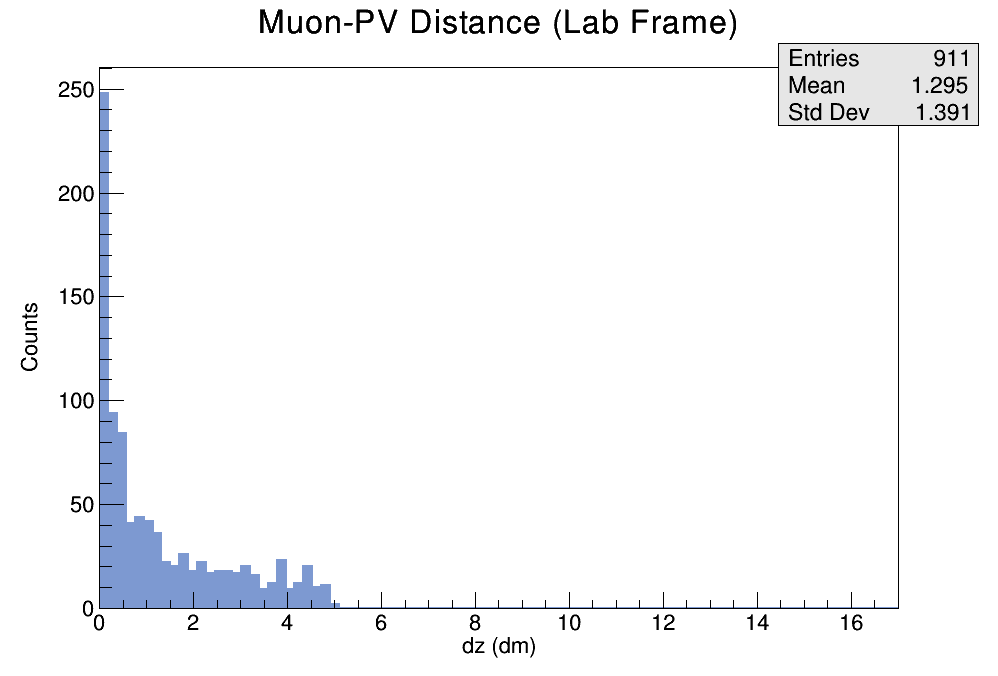 Muon-PV Distance (Lab Frame)
Entries 911
Mean 1.295
Std Dev 1.391
250
200
150
100
50
0
Counts
0 2 4 6 8 10 12 14 16
dz (dm)